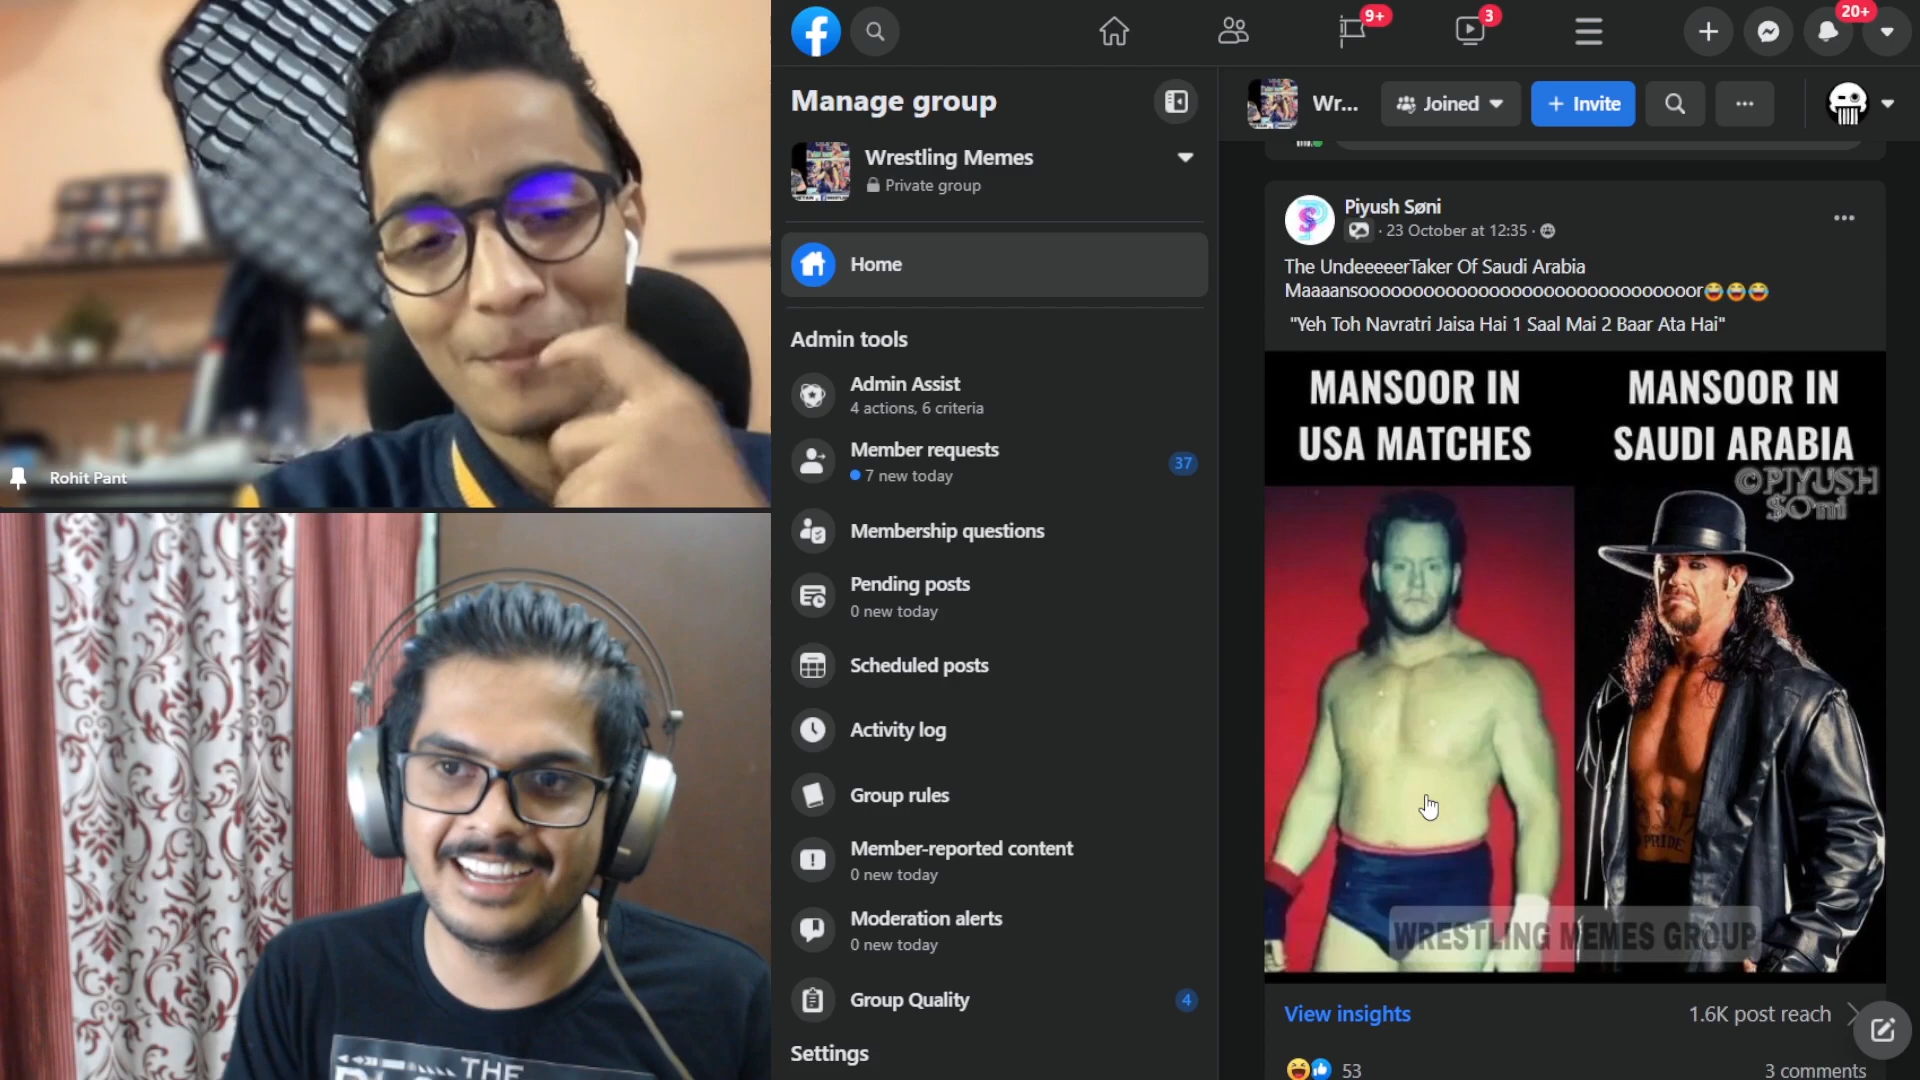 Rohit Pant
THE
9+
3
20+
Manage group
Wrestling Memes
Private group
Home
Admin tools
Admin Assist
4 actions, 6 criteria
Member requests
7 new today
37
Membership questions
Pending posts
0 new today
Scheduled posts
Activity log
Group rules
Member-reported content
0 new today
Moderation alerts
0 new today
Group Quality
4
Settings
Wr...
Joined
+ Invite
Piyush Søni
· 23 October at 12:35 ·
The UndeeeeerTaker Of Saudi Arabia
Maaaansooooooooooooooooooooooooooooooor😂😂😂
"Yeh Toh Navratri Jaisa Hai 1 Saal Mai 2 Baar Ata Hai"
MANSOOR IN
USA MATCHES
MANSOOR IN
SAUDI ARABIA
©PIYUSH
$Oni
PRIDE
WRESTLING MEMES GROUP
View insights
1.6K post reach
53
3 comments